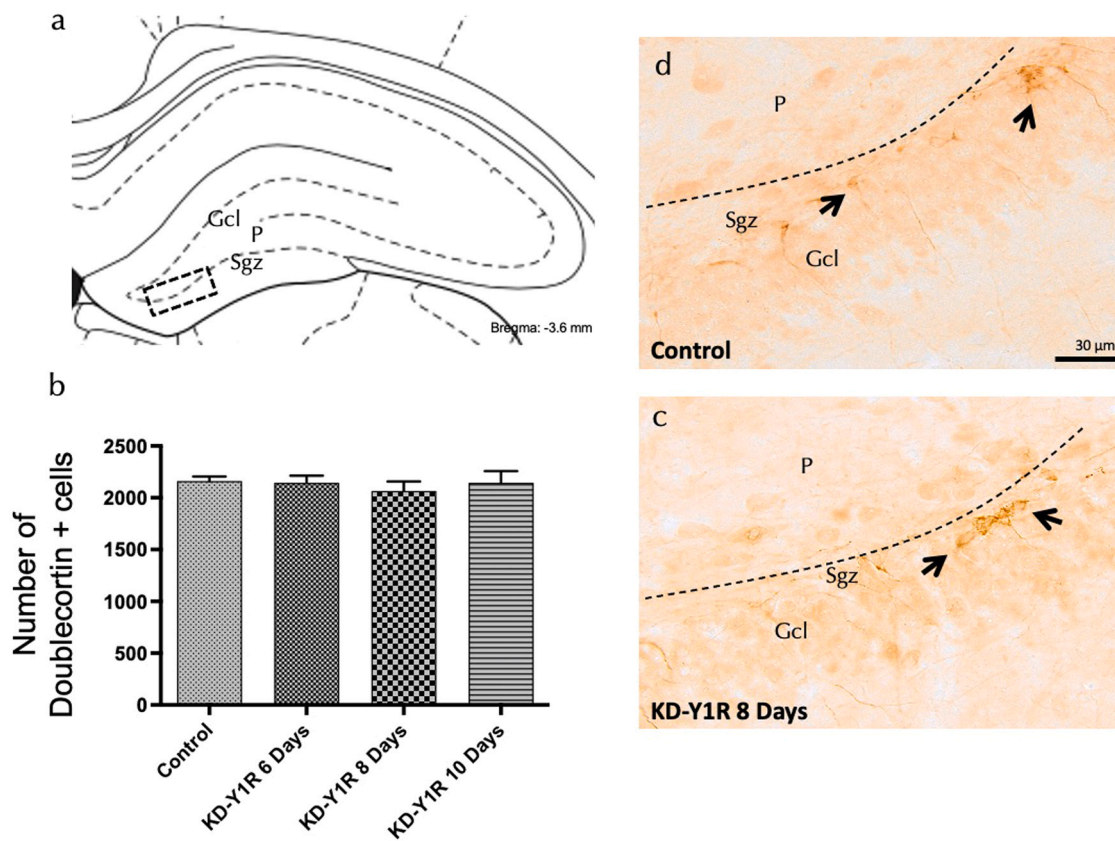 a
Gcl
P
Sgz
Bregma: -3.6 mm
b
Number of
Doublecortin + cells
2500
2000
1500
1000
500
0
Control
KD-Y1R 6 Days
KD-Y1R 8 Days
KD-Y1R 10 Days
d
P
Sgz
Gcl
Control
30 µm
c
P
Sgz
Gcl
KD-Y1R 8 Days